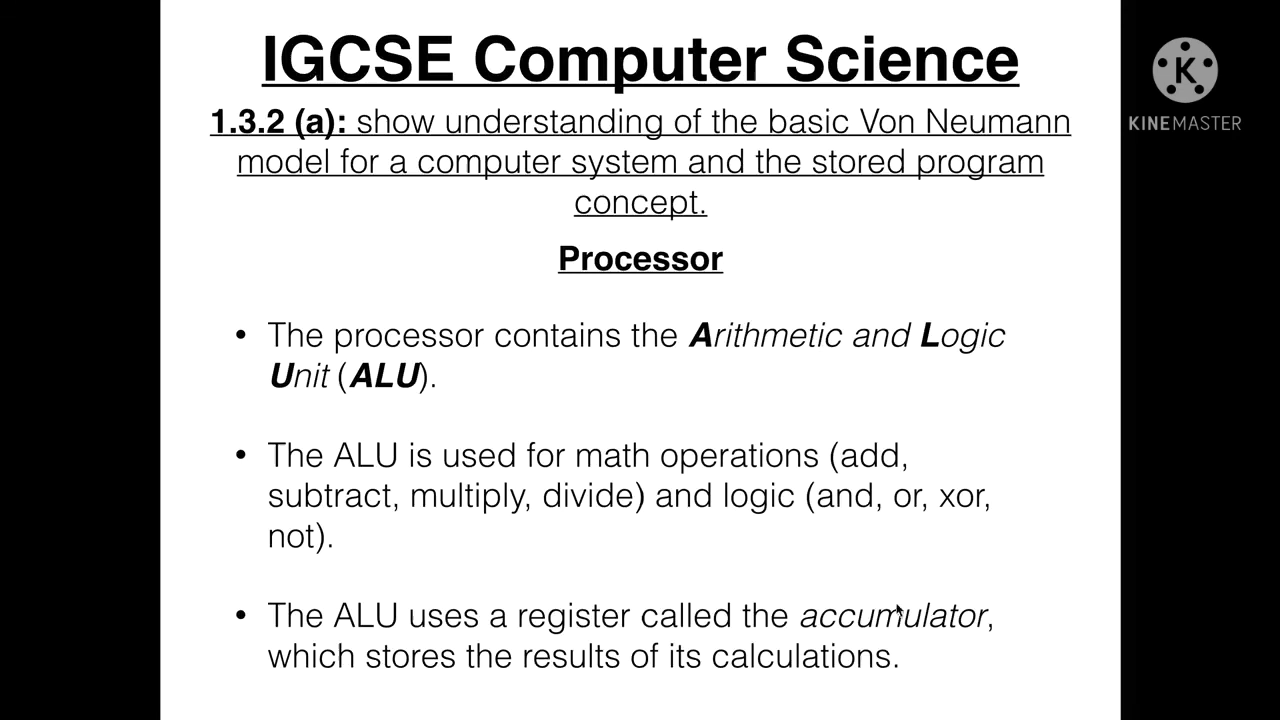 IGCSE Computer Science
1.3.2 (a): show understanding of the basic Von Neumann
model for a computer system and the stored program
concept.
Processor
• The processor contains the Arithmetic and Logic
Unit (ALU).
• The ALU is used for math operations (add,
subtract, multiply, divide) and logic (and, or, xor,
not).
• The ALU uses a register called the accumulator,
which stores the results of its calculations.
K
KINEMASTER